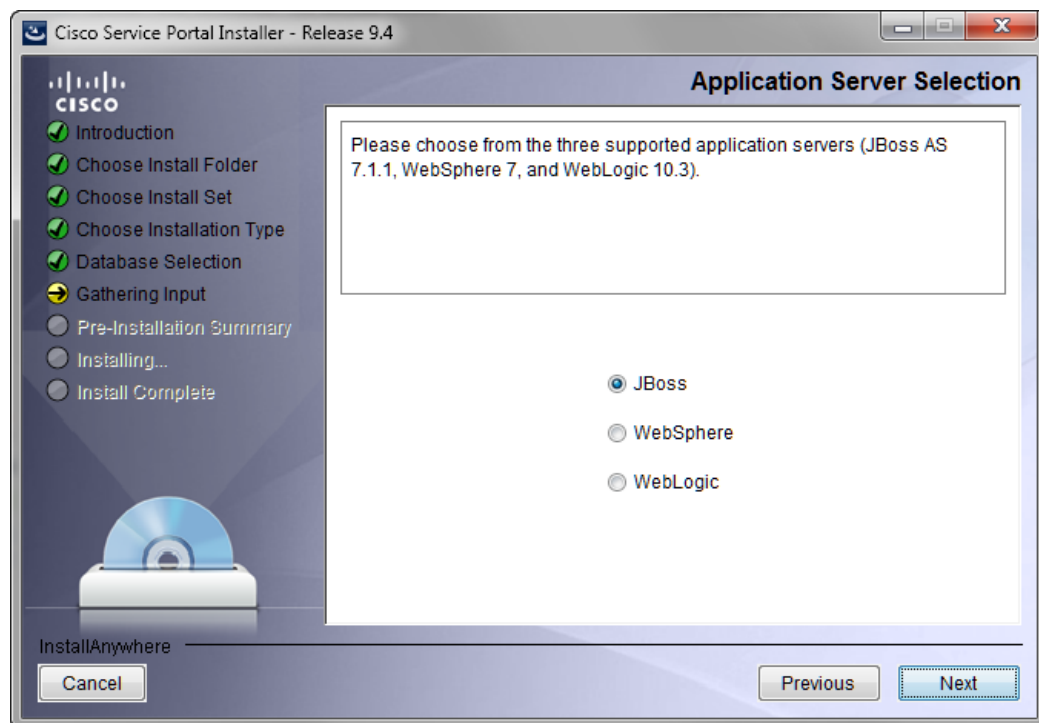 Cisco Service Portal Installer - Release 9.4
CISCO
Application Server Selection
Introduction
Choose Install Folder
Choose Install Set
Choose Installation Type
Database Selection
Gathering Input
Pre-Installation Summary
Installing...
Install Complete
Please choose from the three supported application servers (JBoss AS
7.1.1, WebSphere 7, and WebLogic 10.3).
JBoss
WebSphere
WebLogic
InstallAnywhere
Cancel
Previous
Next